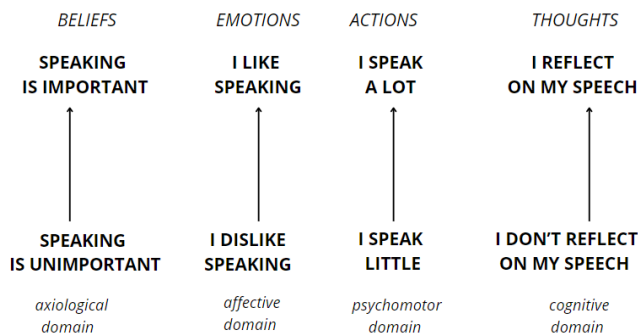 BELIEFS
EMOTIONS
ACTIONS
THOUGHTS
SPEAKING
IS IMPORTANT
I LIKE
SPEAKING
I SPEAK
A LOT
I REFLECT
ON MY SPEECH
SPEAKING
IS UNIMPORTANT
I DISLIKE
SPEAKING
I SPEAK
LITTLE
I DON’T REFLECT
ON MY SPEECH
axiological
domain
affective
domain
psychomotor
domain
cognitive
domain